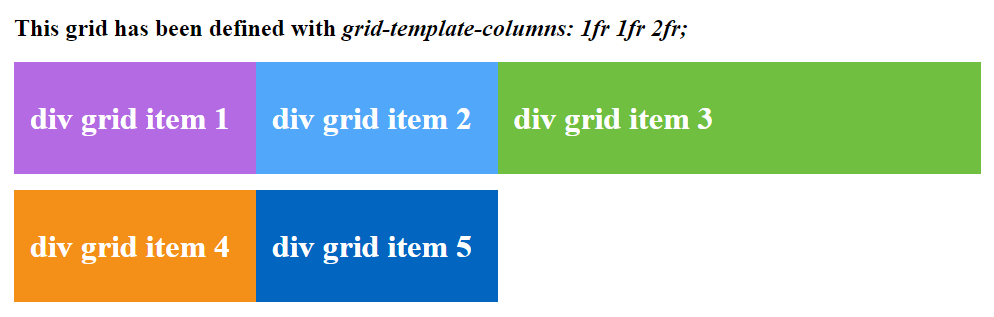 This grid has been defined with grid-template-columns: 1fr 1fr 2fr;
div grid item 1
div grid item 2
div grid item 3
div grid item 4
div grid item 5